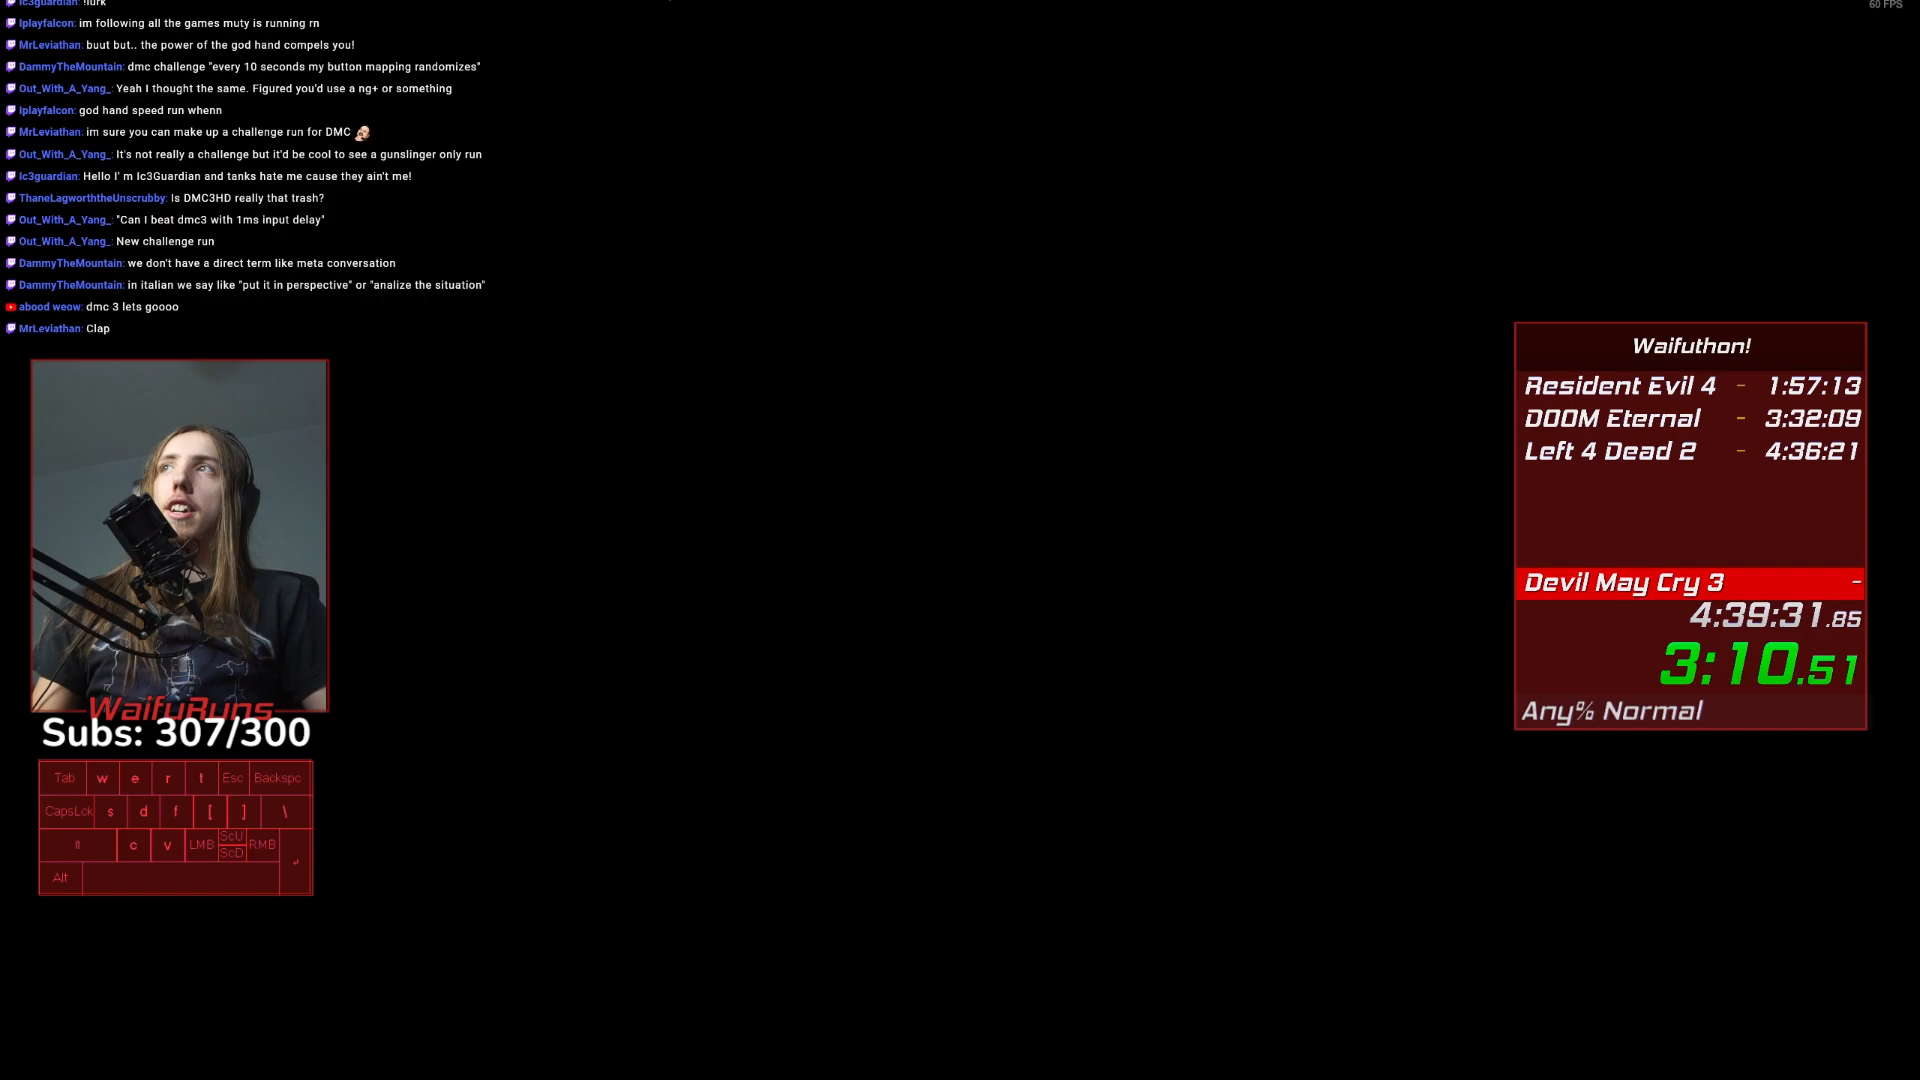 Ic3guardian: !lurk
60 FPS
Iplayfalcon: im following all the games muty is running rn
MrLeviathan: buut but.. the power of the god hand compels you!
DammyTheMountain: dmc challenge "every 10 seconds my button mapping randomizes"
Out_With_A_Yang_: Yeah I thought the same. Figured you'd use a ng+ or something
Iplayfalcon: god hand speed run whenn
MrLeviathan: im sure you can make up a challenge run for DMC
Out_With_A_Yang_: It's not really a challenge but it'd be cool to see a gunslinger only run
Ic3guardian: Hello I' m Ic3Guardian and tanks hate me cause they ain't me!
ThaneLagworththeUnscrubby: Is DMC3HD really that trash?
Out_With_A_Yang_: "Can I beat dmc3 with 1ms input delay"
Out_With_A_Yang_: New challenge run
DammyTheMountain: we don't have a direct term like meta conversation
DammyTheMountain: in italian we say like "put it in perspective" or "analize the situation"
abood weow: dmc 3 lets goooo
MrLeviathan: Clap
WaifuRuns
Subs: 307/300
Tab w e r t Esc Backspc
CapsLck s d f [ ] \
⇧ c v LMB ScU ScD RMB ↵
Alt
Waifuthon!
Resident Evil 4 - 1:57:13
DOOM Eternal - 3:32:09
Left 4 Dead 2 - 4:36:21
Devil May Cry 3 -
4:39:31.85
3:10.51
Any% Normal